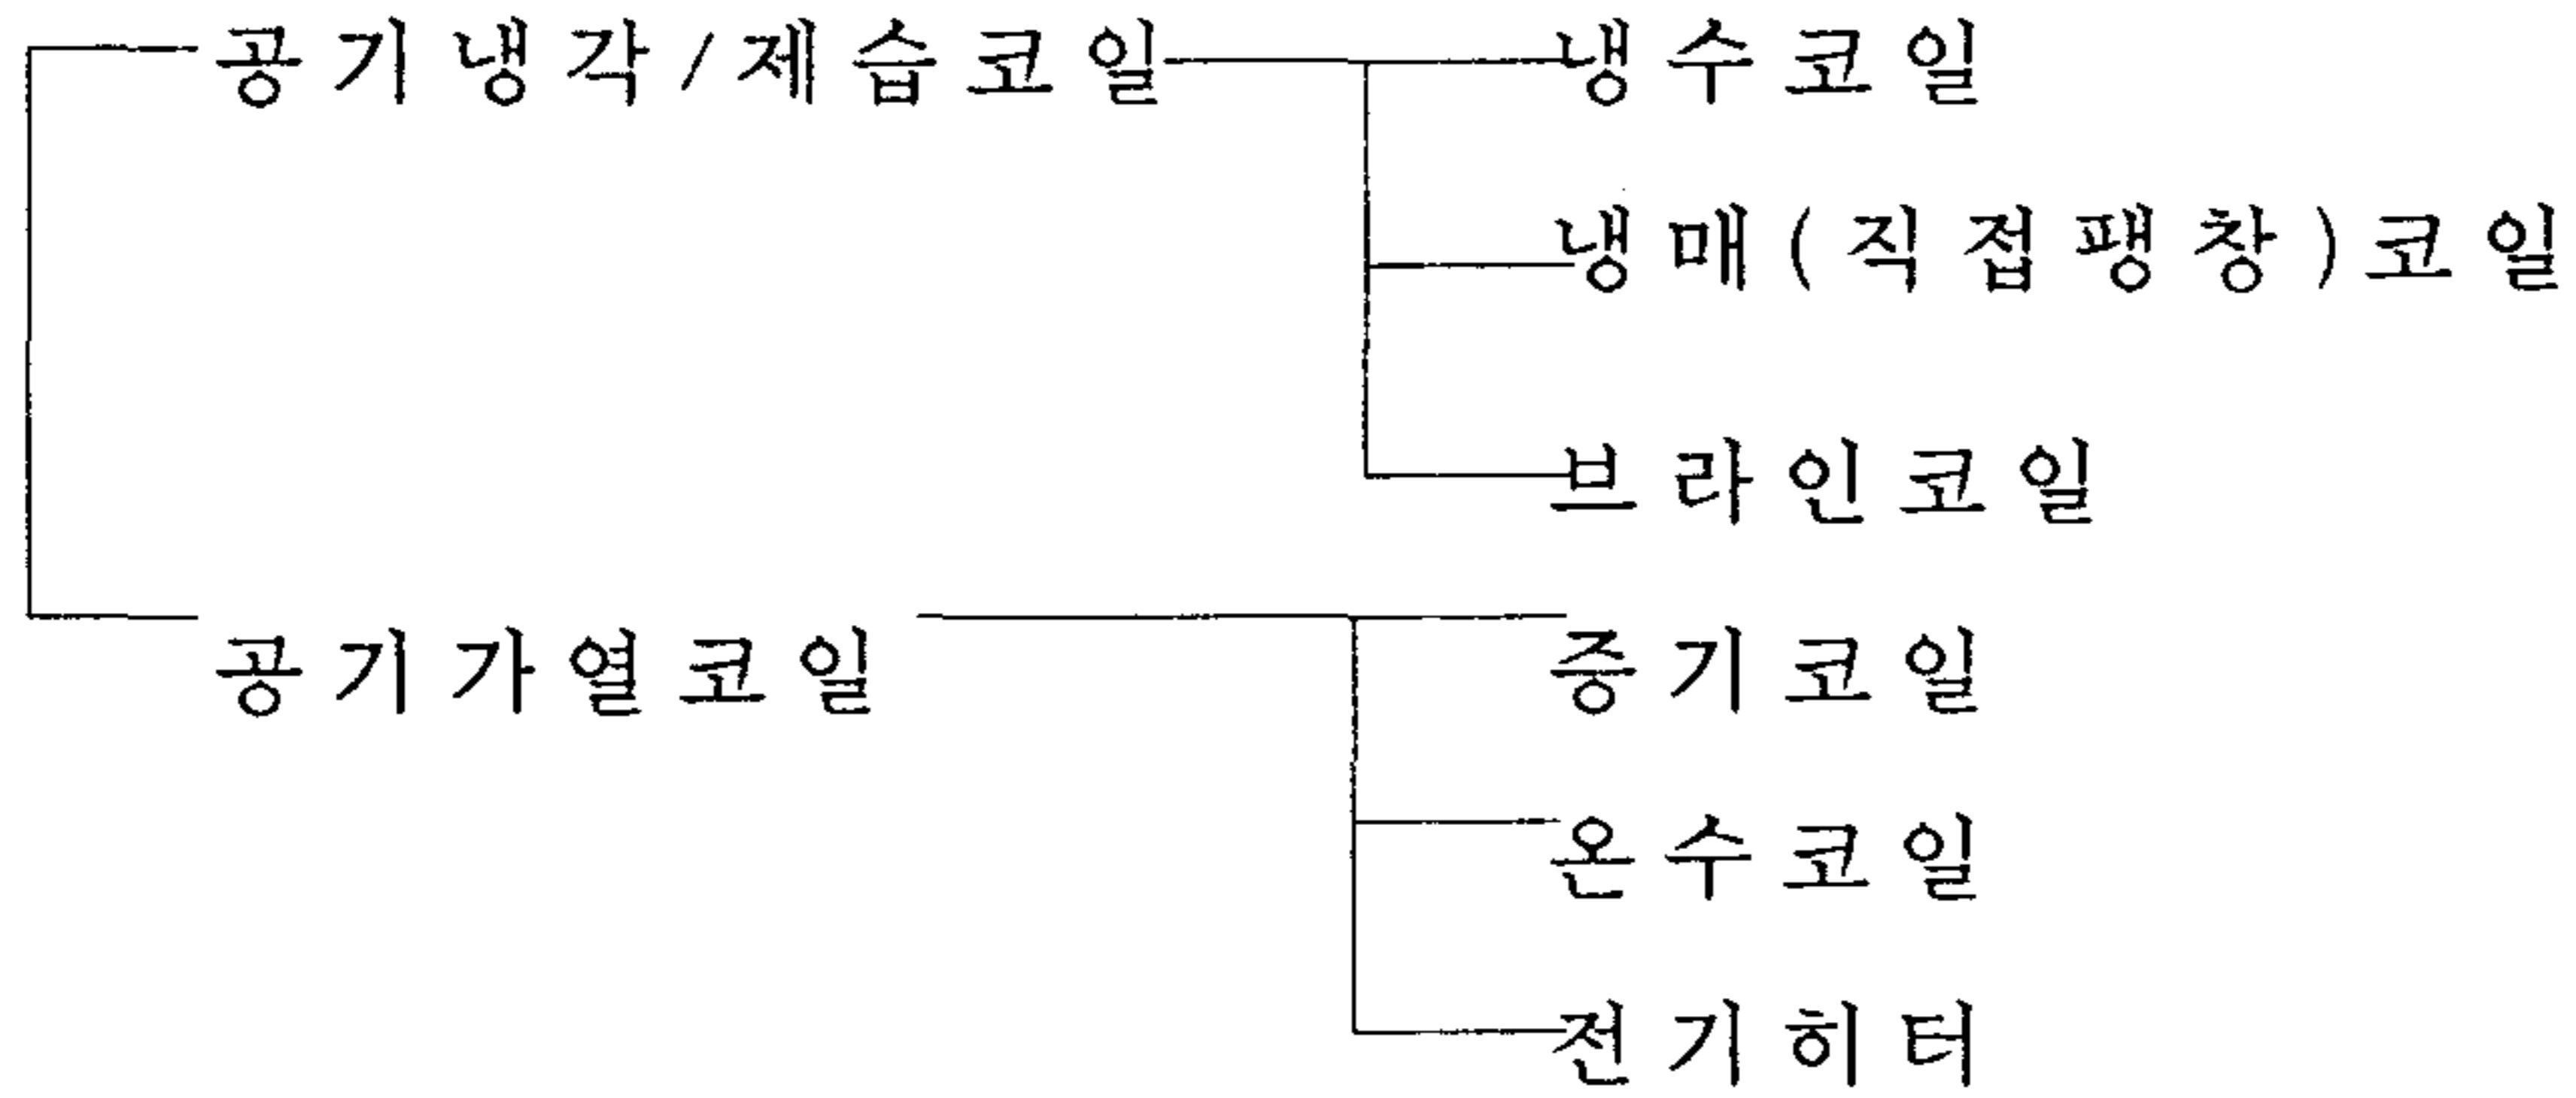 공기냉각/제습코일 냉수코일
냉매(직접팽창)코일
브라인코일
공기가열코일 증기코일
온수코일
전기히터